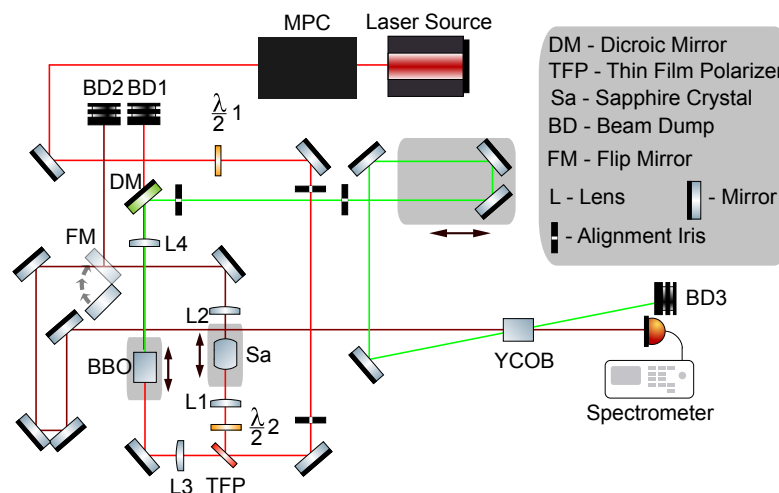 MPC
Laser Source
DM - Dicroic Mirror
TFP - Thin Film Polarizer
Sa - Sapphire Crystal
BD - Beam Dump
FM - Flip Mirror
L - Lens
- Mirror
- Alignment Iris
BD2
BD1
λ/2 1
DM
FM
L4
L2
BD3
BBO
Sa
YCOB
L1
λ/2 2
Spectrometer
L3
TFP